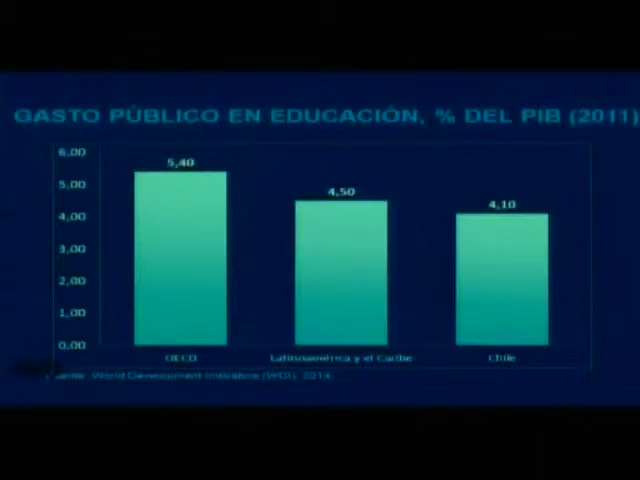 GASTO PÚBLICO EN EDUCACIÓN, % DEL PIB (2011)
6,00
5,00
4,00
3,00
2,00
1,00
0,00
5,40
4,50
4,10
OECD
Latinoamérica y el Caribe
Chile
Fuente: World Development Indicators (WDI), 2014